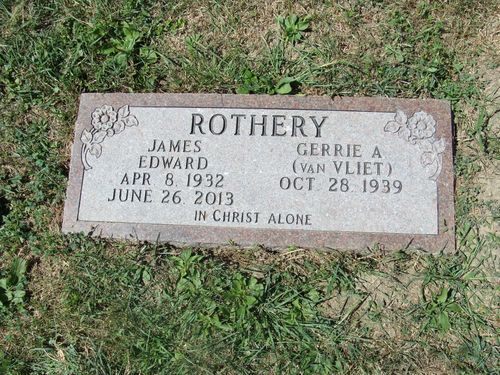 ROTHERY
JAMES
EDWARD
APR 8, 1932
JUNE 26, 2013
GERRIE A
(VAN VLIET)
OCT 28, 1939
IN CHRIST ALONE